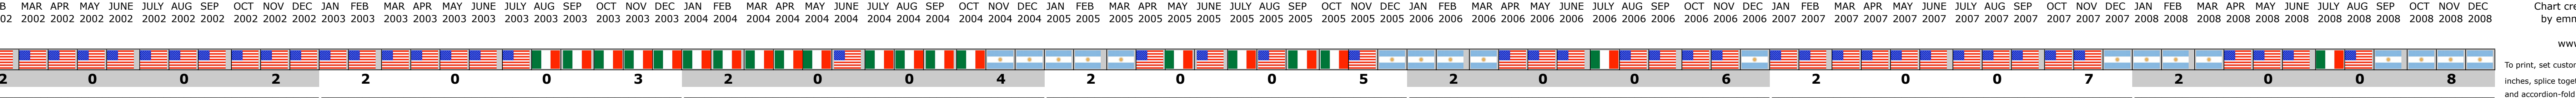 B MAR APR MAY JUNE JULY AUG SEP OCT NOV DEC JAN FEB MAR APR MAY JUNE JULY AUG SEP OCT NOV DEC JAN FEB MAR APR MAY JUNE JULY AUG SEP OCT NOV DEC JAN FEB MAR APR MAY JUNE JULY AUG SEP OCT NOV DEC JAN FEB MAR APR MAY JUNE JULY AUG SEP OCT NOV DEC JAN FEB MAR APR MAY JUNE JULY AUG SEP OCT NOV DEC JAN FEB MAR APR MAY JUNE JULY AUG SEP OCT NOV DEC
02 2002 2002 2002 2002 2002 2002 2002 2002 2002 2002 2003 2003 2003 2003 2003 2003 2003 2003 2003 2003 2003 2003 2004 2004 2004 2004 2004 2004 2004 2004 2004 2004 2004 2004 2005 2005 2005 2005 2005 2005 2005 2005 2005 2005 2005 2005 2006 2006 2006 2006 2006 2006 2006 2006 2006 2006 2006 2006 2007 2007 2007 2007 2007 2007 2007 2007 2007 2007 2007 2007 2008 2008 2008 2008 2008 2008 2008 2008 2008 2008 2008 2008
2 0 0 2 2 0 0 3 2 0 0 4 2 0 0 5 2 0 0 6 2 0 0 7 2 0 0 8
Chart cre
by emm
www
To print, set custom
inches, splice toget
and accordion-fold